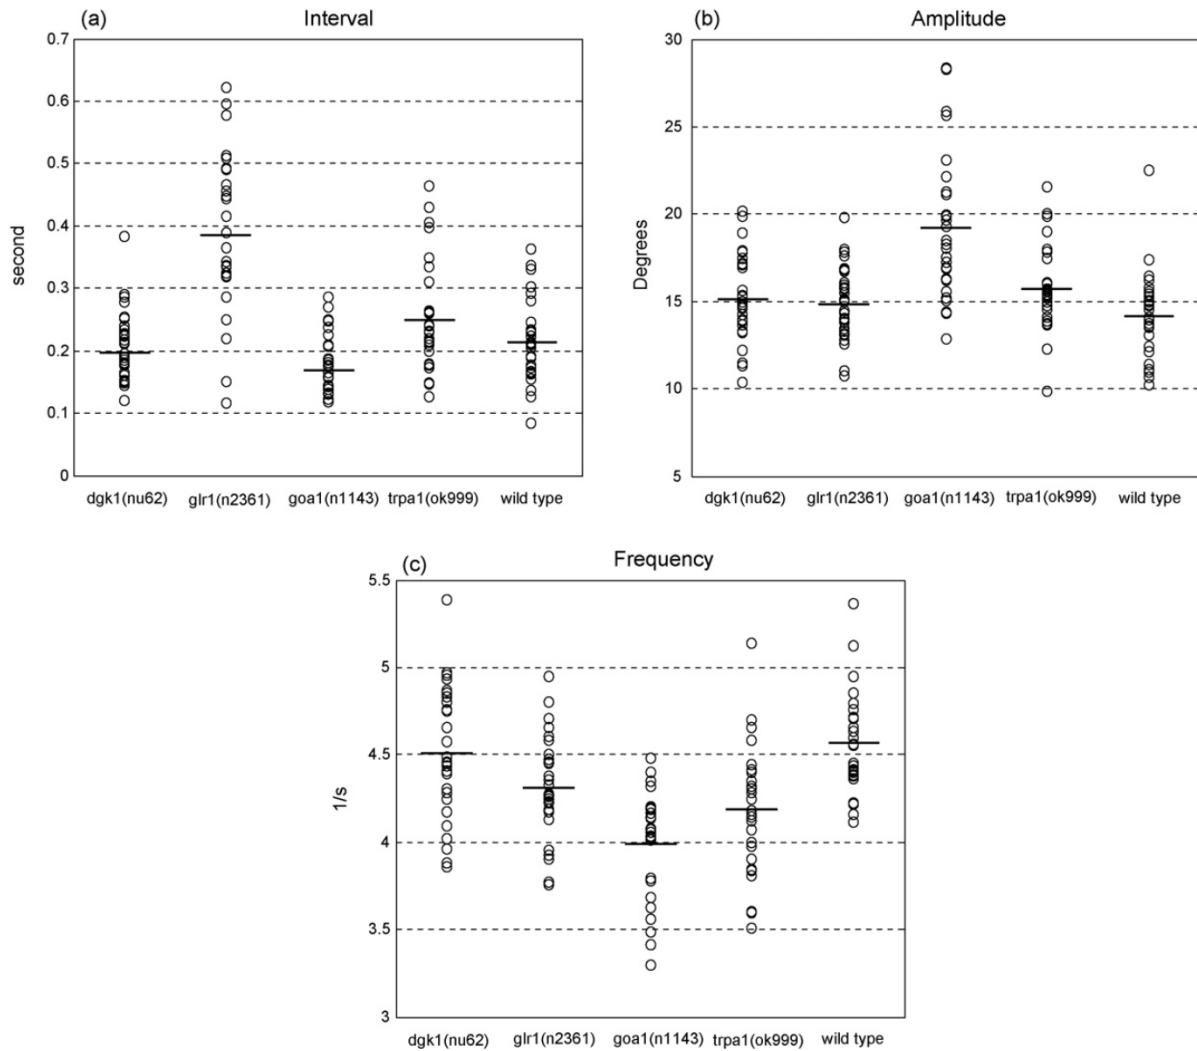 (a) Interval
0.7
0.6
0.5
0.4
0.3
0.2
0.1
0
second
dgk1(nu62) glr1(n2361) goa1(n1143) trpa1(ok999) wild type
(b) Amplitude
30
25
20
15
10
5
Degrees
dgk1(nu62) glr1(n2361) goa1(n1143) trpa1(ok999) wild type
(c) Frequency
5.5
5
4.5
4
3.5
3
1/s
dgk1(nu62) glr1(n2361) goa1(n1143) trpa1(ok999) wild type